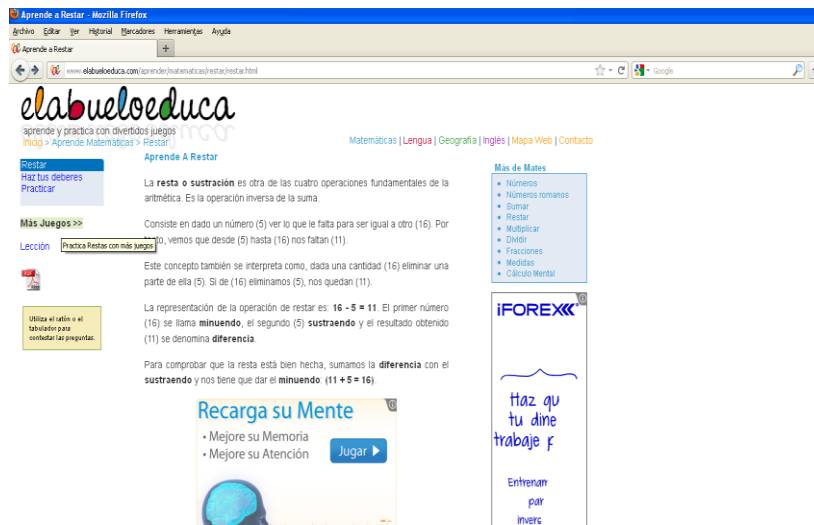 Aprende a Restar - Mozilla Firefox
Archivo Editar Ver Historial Marcadores Herramientas Ayuda
Aprende a Restar
www.elabueloeduca.com/aprender/matematicas/restar/restar.html
Google
elabueloeduca
aprende y practica con divertidos juegos
Inicio > Aprende Matemáticas > Restar
Matemáticas | Lengua | Geografía | Inglés | Mapa Web | Contacto
Restar
Haz tus deberes
Practicar
Más Juegos >>
Practica Restas con más juegos
Lección
Utiliza el ratón o el
tabulador para
contestar las preguntas.
Aprende A Restar
La resta o sustración es otra de las cuatro operaciones fundamentales de la
aritmética. Es la operación inversa de la suma.
Consiste en dado un número (5) ver lo que le falta para ser igual a otro (16). Por
tanto, vemos que desde (5) hasta (16) nos faltan (11).
Este concepto también se interpreta como, dada una cantidad (16) eliminar una
parte de ella (5). Si de (16) eliminamos (5), nos quedan (11).
La representación de la operación de restar es: 16 - 5 = 11. El primer número
(16) se llama minuendo, el segundo (5) sustraendo y el resultado obtenido
(11) se denomina diferencia.
Para comprobar que la resta está bien hecha, sumamos la diferencia con el
sustraendo y nos tiene que dar el minuendo: (11 + 5 = 16).
Recarga su Mente
• Mejore su Memoria
• Mejore su Atención
Jugar
Más de Mates
Números
Números romanos
Sumar
Restar
Multiplicar
Dividir
Fracciones
Medidas
Cálculo Mental
iFOREX
Haz qu
tu dine
trabaje p
Entrenam
par
invers